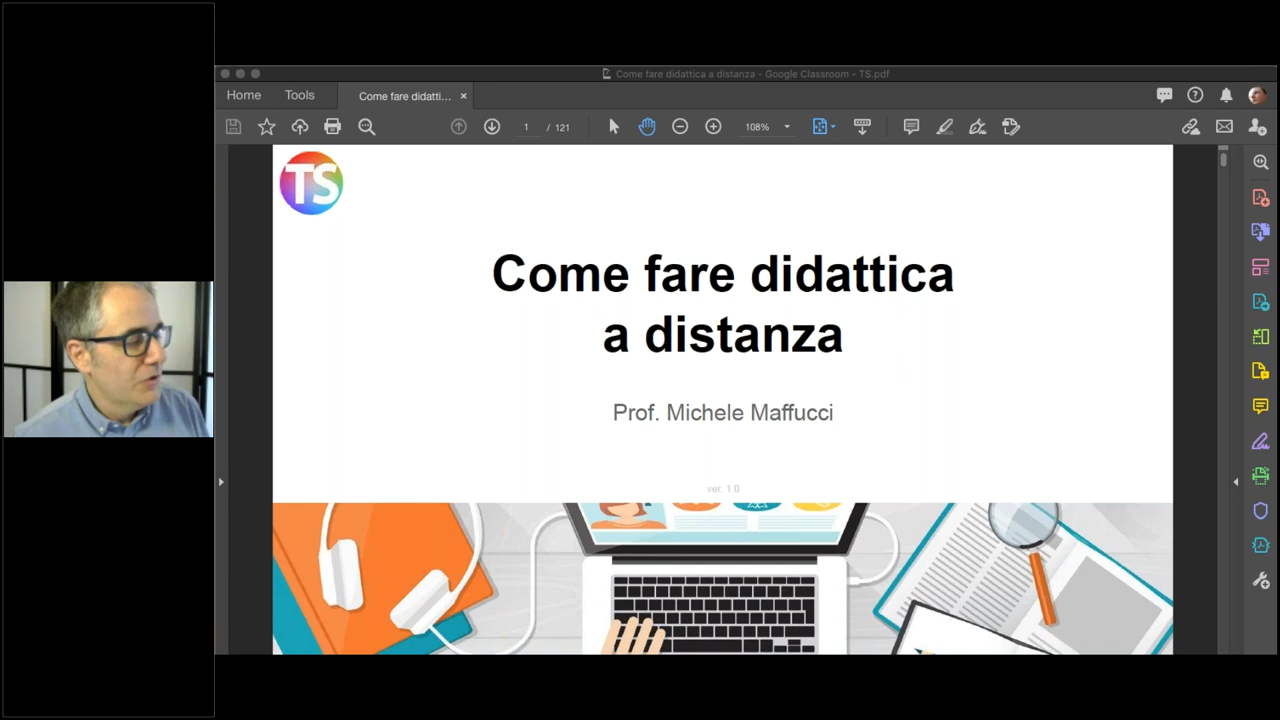 Come fare didattica a distanza - Google Classroom - TS.pdf
Home
Tools
Come fare didatti...
1 / 121
108%
TS
Come fare didattica
a distanza
Prof. Michele Maffucci
ver. 1.0